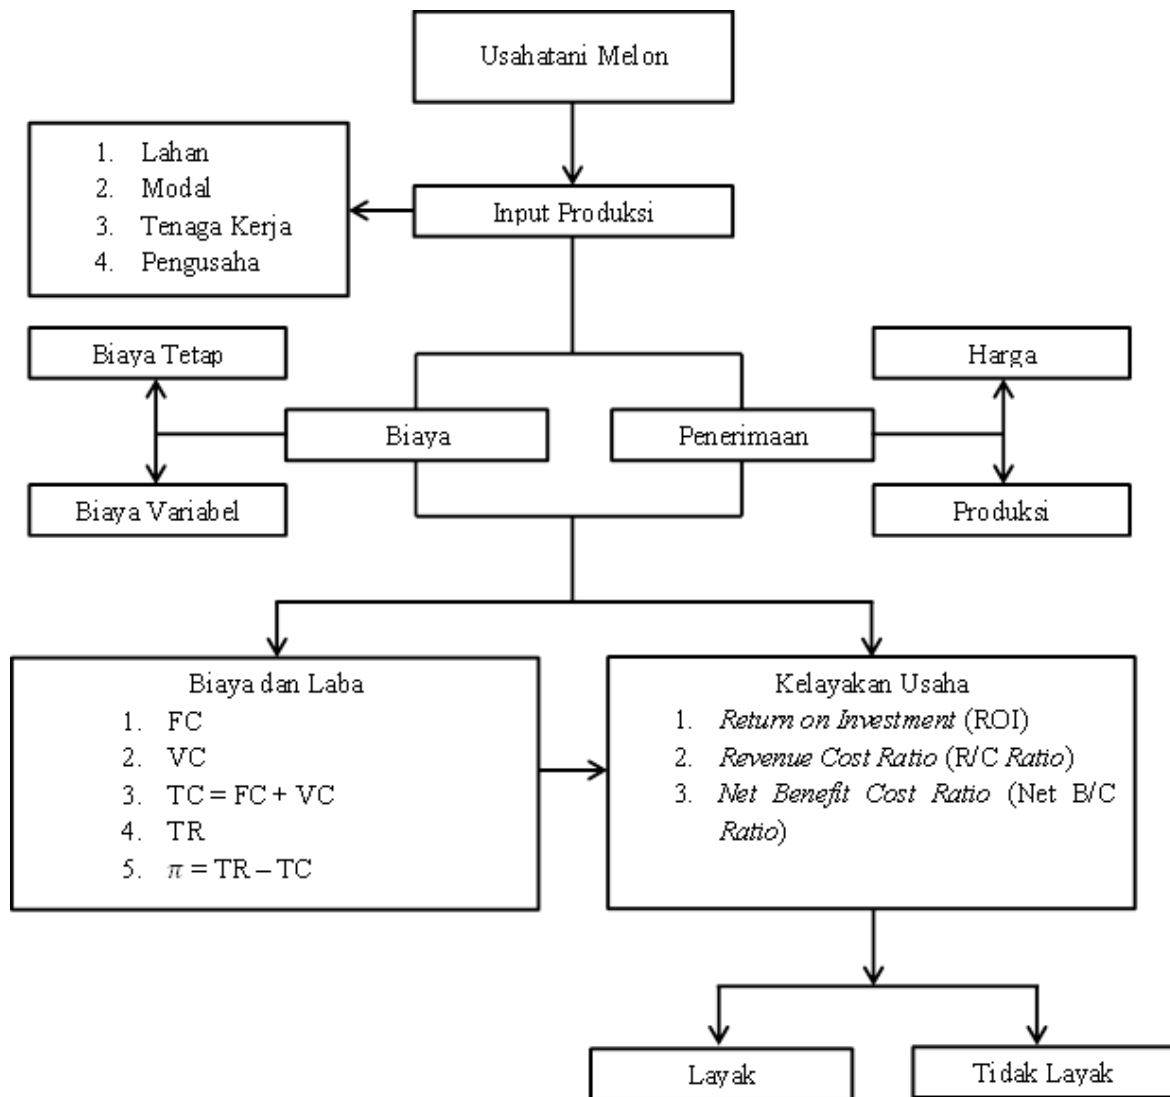 Usahatani Melon
1. Lahan
2. Modal
3. Tenaga Kerja
4. Pengusaha
Input Produksi
Biaya Tetap
Harga
Biaya
Penerimaan
Biaya Variabel
Produksi
Biaya dan Laba
1. FC
2. VC
3. TC = FC + VC
4. TR
5. π = TR – TC
Kelayakan Usaha
1. Return on Investment (ROI)
2. Revenue Cost Ratio (R/C Ratio)
3. Net Benefit Cost Ratio (Net B/C
Ratio)
Layak
Tidak Layak